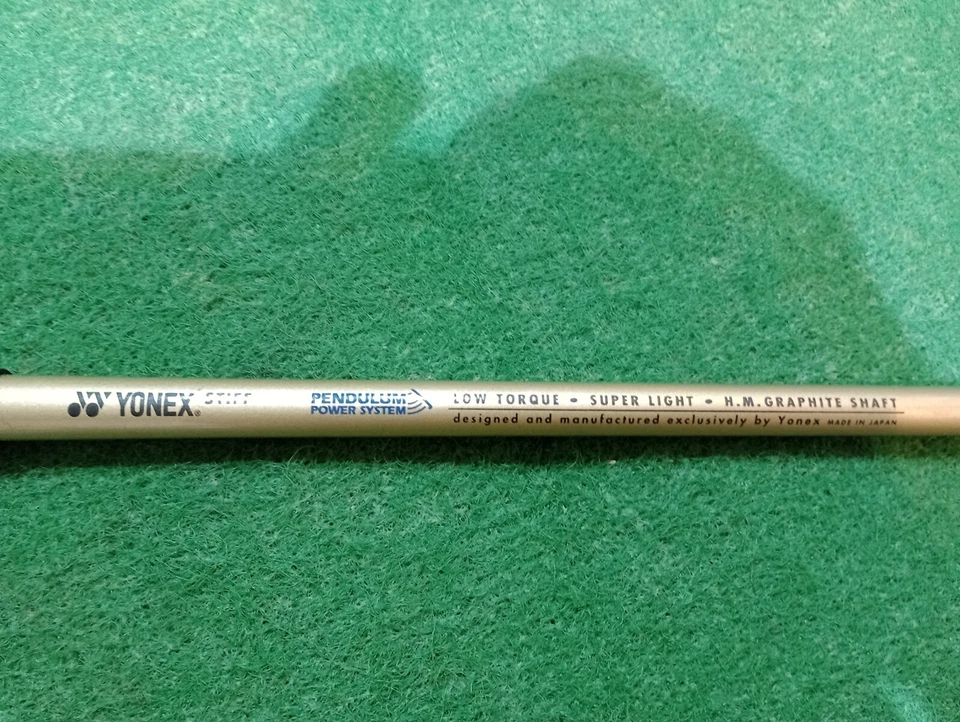 YONEX® STIFF
PENDULUM
POWER SYSTEM
LOW TORQUE • SUPER LIGHT • H.M.GRAPHITE SHAFT
designed and manufactured exclusively by Yonex MADE IN JAPAN